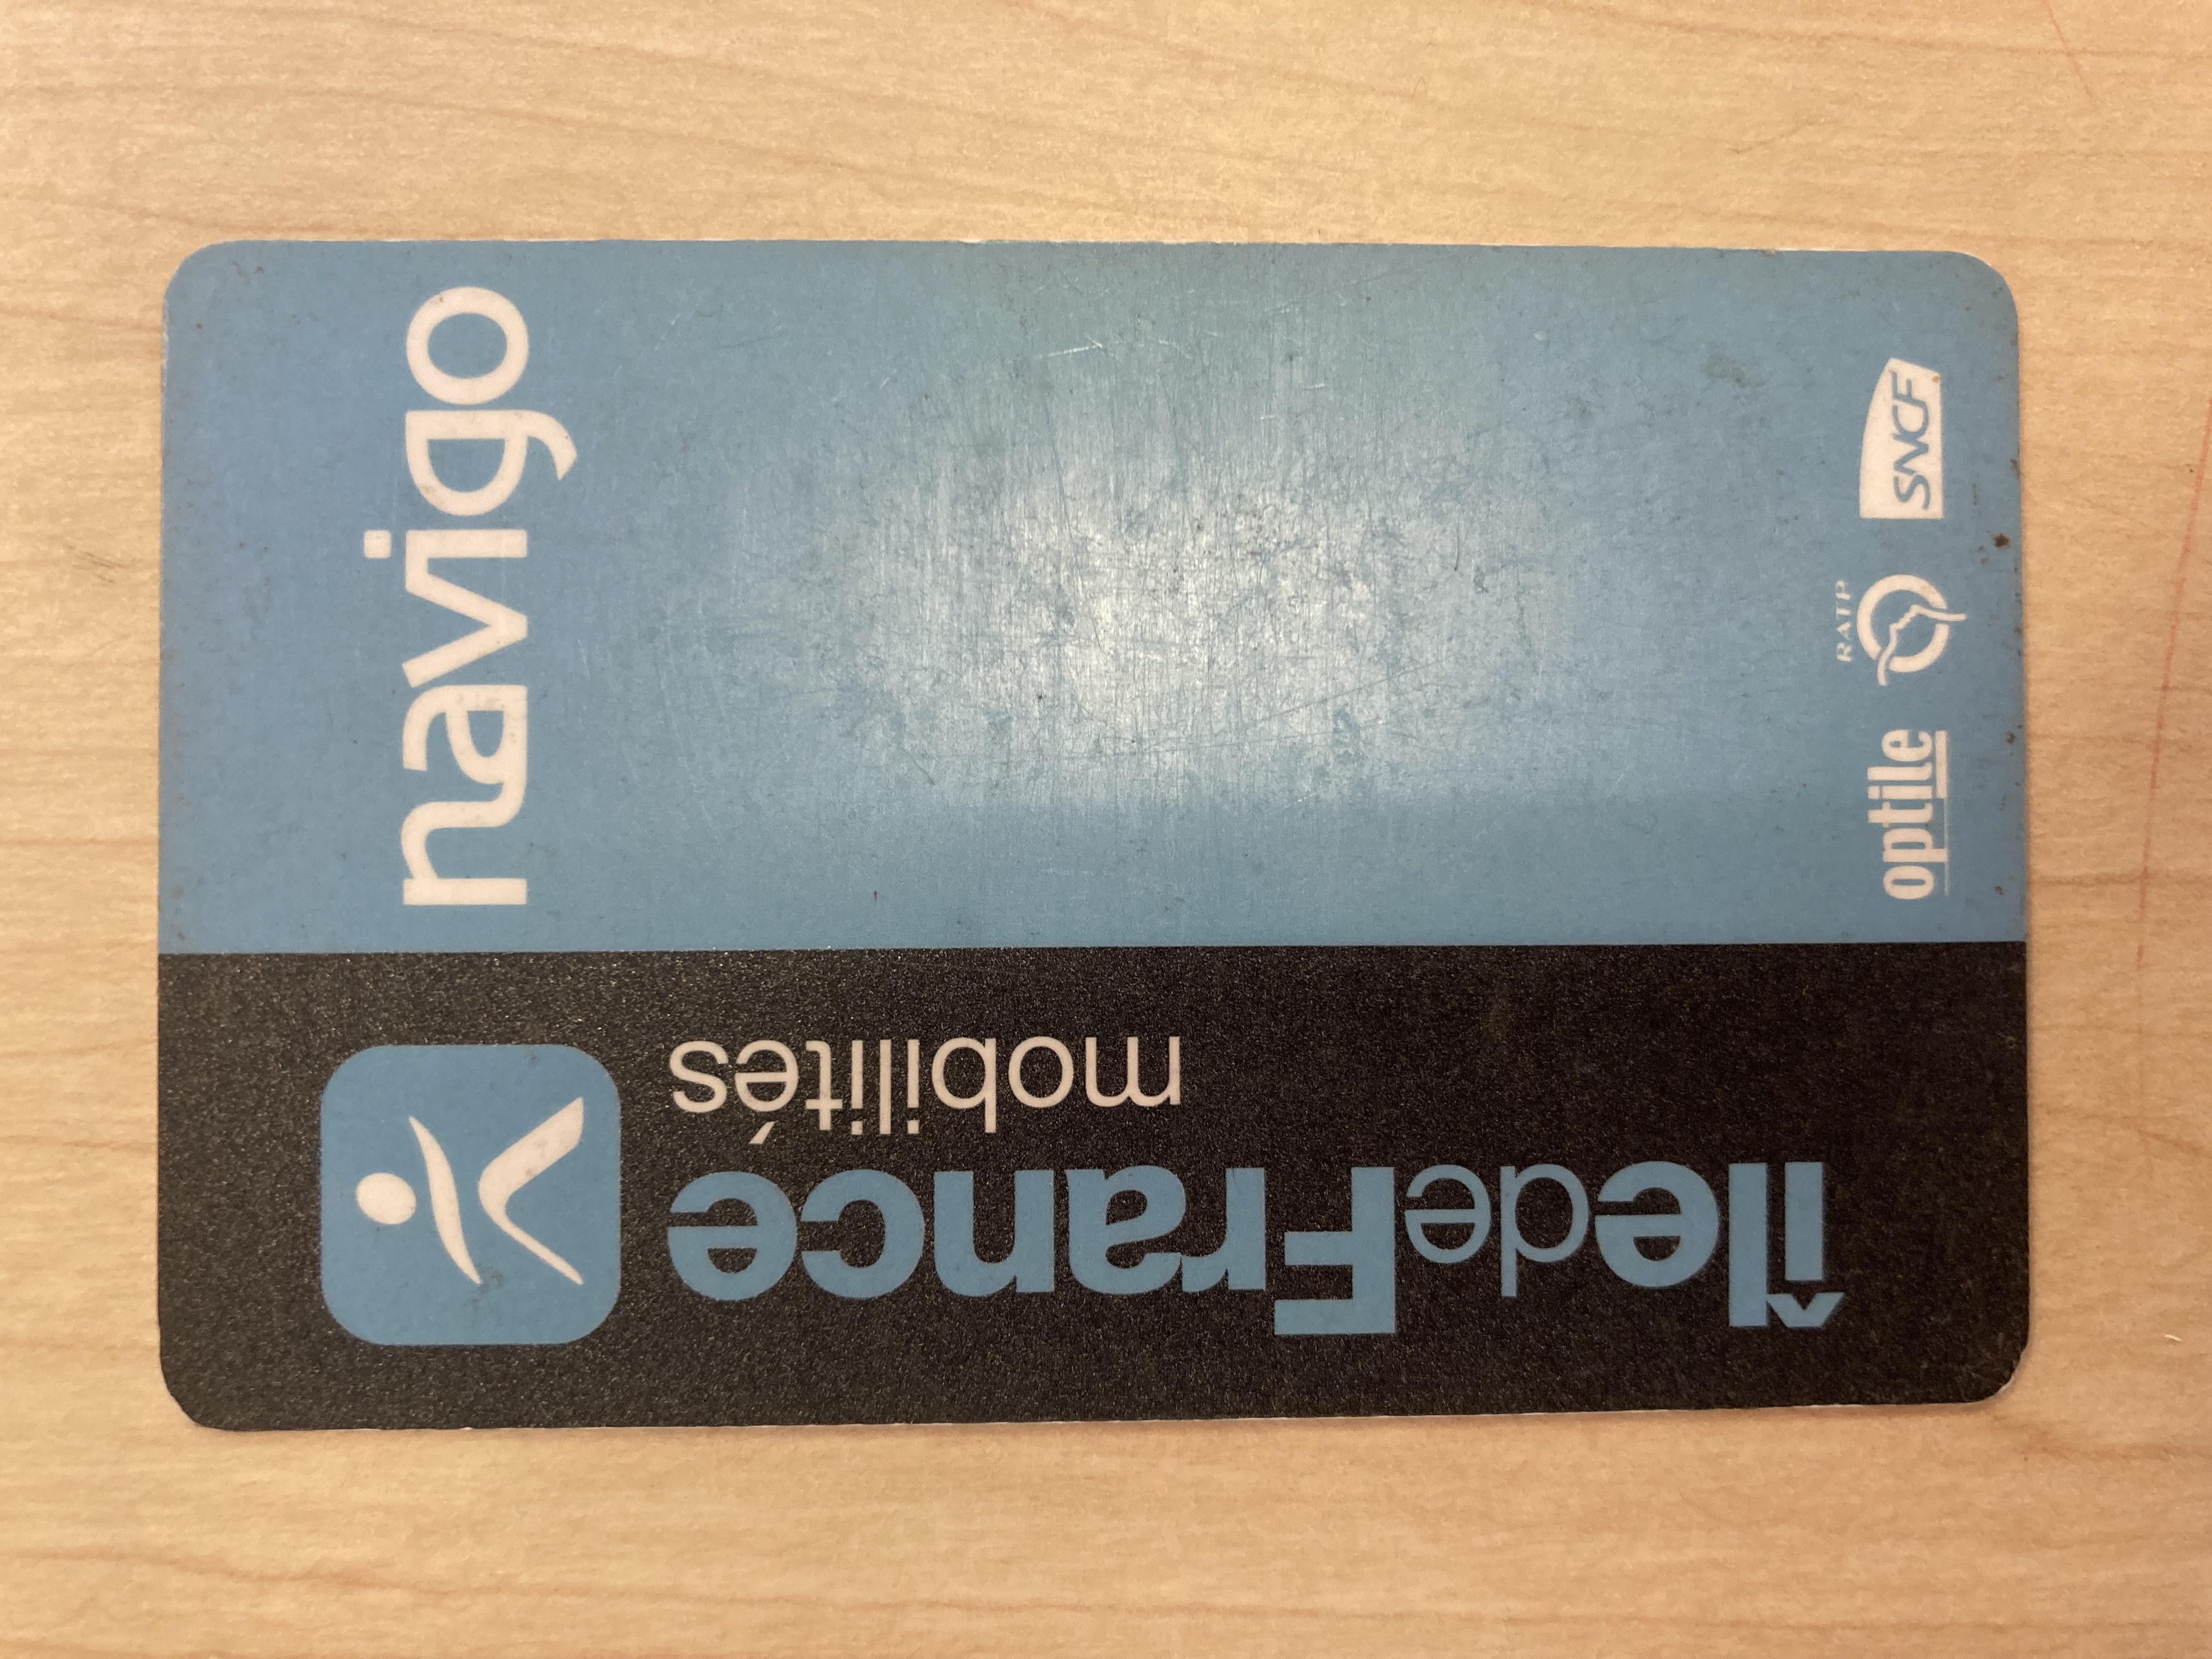 navigo
optile
RATP
SNCF
îledeFrance
mobilités